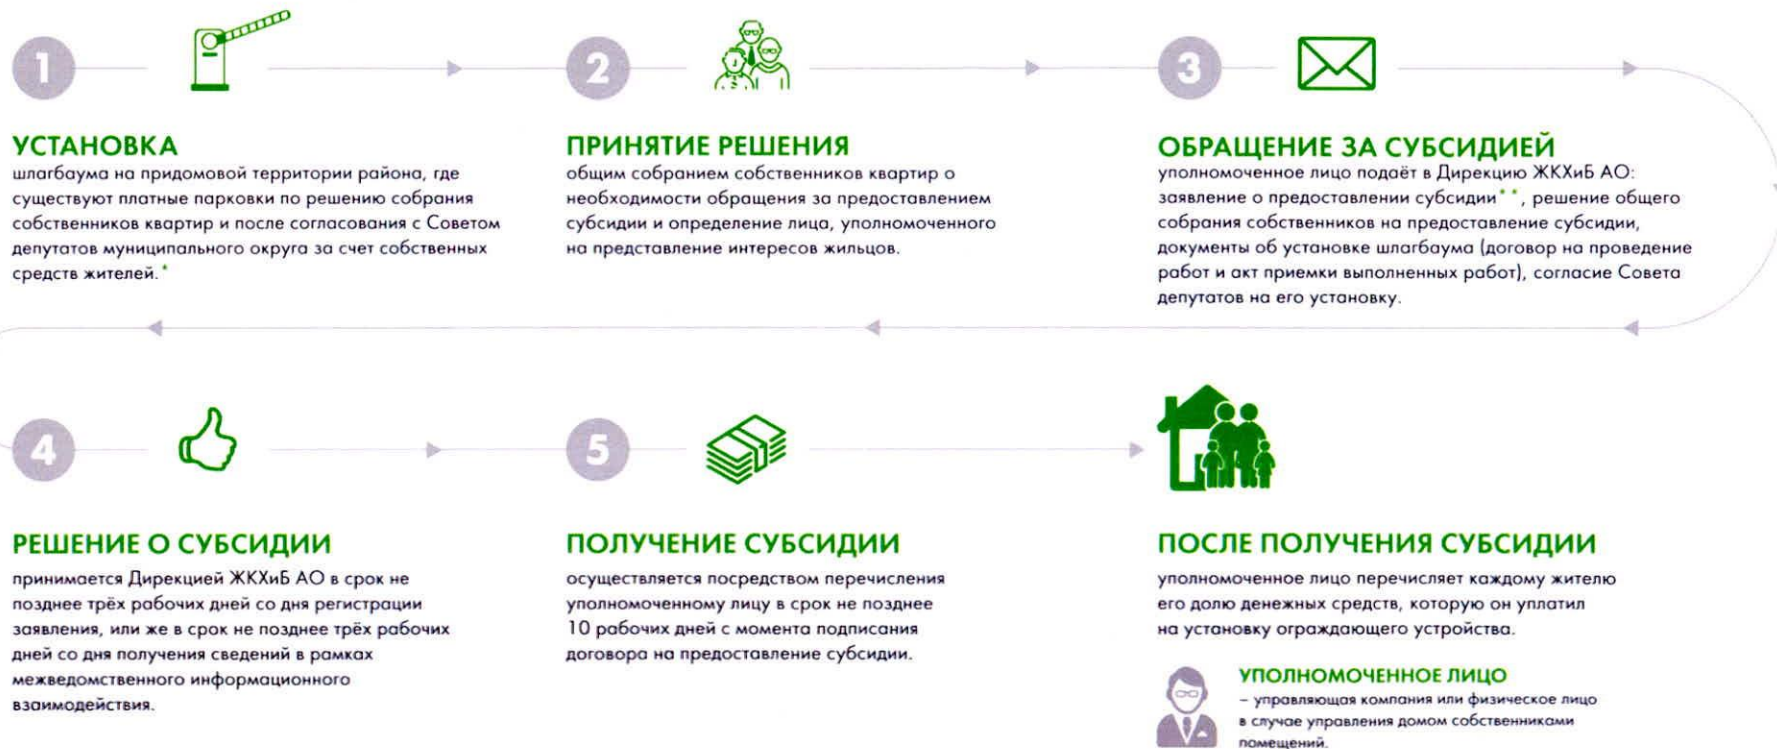 1
УСТАНОВКА
шлагбаума на придомовой территории района, где
существуют платные парковки по решению собрания
собственников квартир и после согласования с Советом
депутатов муниципального округа за счет собственных
средств жителей.*
2
ПРИНЯТИЕ РЕШЕНИЯ
общим собранием собственников квартир о
необходимости обращения за предоставлением
субсидии и определение лица, уполномоченного
на представление интересов жильцов.
3
ОБРАЩЕНИЕ ЗА СУБСИДИЕЙ
уполномоченное лицо подаёт в Дирекцию ЖКХиБ АО:
заявление о предоставлении субсидии**, решение общего
собрания собственников на предоставление субсидии,
документы об установке шлагбаума (договор на проведение
работ и акт приемки выполненных работ), согласие Совета
депутатов на его установку.
4
РЕШЕНИЕ О СУБСИДИИ
принимается Дирекцией ЖКХиБ АО в срок не
позднее трёх рабочих дней со дня регистрации
заявления, или же в срок не позднее трёх рабочих
дней со дня получения сведений в рамках
межведомственного информационного
взаимодействия.
5
ПОЛУЧЕНИЕ СУБСИДИИ
осуществляется посредством перечисления
уполномоченному лицу в срок не позднее
10 рабочих дней с момента подписания
договора на предоставление субсидии.
ПОСЛЕ ПОЛУЧЕНИЯ СУБСИДИИ
уполномоченное лицо перечисляет каждому жителю
его долю денежных средств, которую он уплатил
на установку ограждающего устройства.
УПОЛНОМОЧЕННОЕ ЛИЦО
– управляющая компания или физическое лицо
в случае управления домом собственниками
помещений.